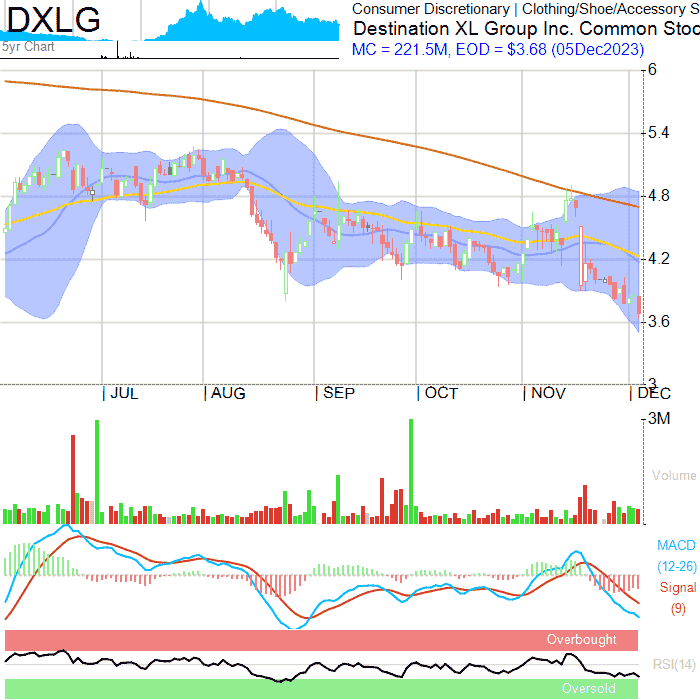 DXLG
5yr Chart
Consumer Discretionary | Clothing/Shoe/Accessory S
Destination XL Group Inc. Common Stoc
MC = 221.5M, EOD = $3.68 (05Dec2023)
6
5.4
4.8
4.2
3.6
3
JUL
AUG
SEP
OCT
NOV
DEC
3M
Volume
MACD
(12-26)
Signal
(9)
Overbought
RSI(14)
Oversold